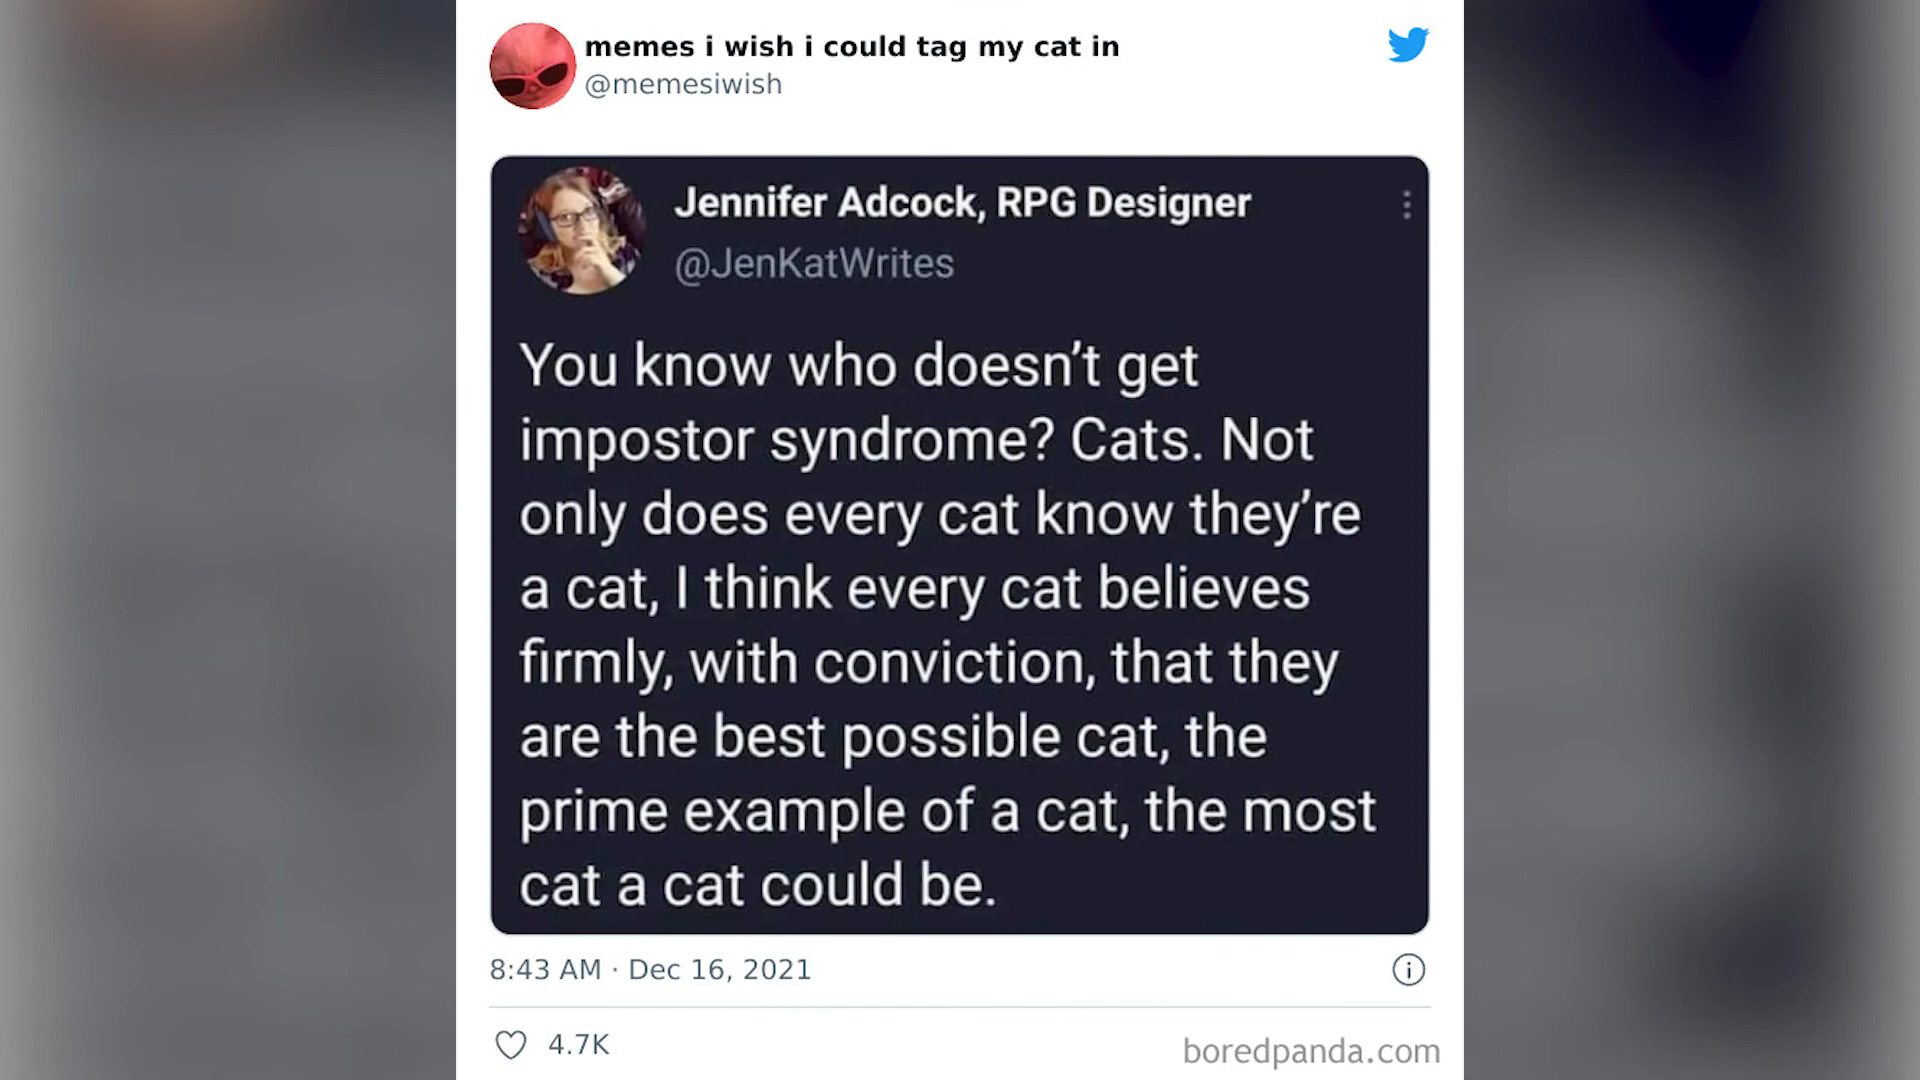 memes i wish i could tag my cat in
@memesiwish
Jennifer Adcock, RPG Designer
@JenKatWrites
You know who doesn’t get
impostor syndrome? Cats. Not
only does every cat know they’re
a cat, I think every cat believes
firmly, with conviction, that they
are the best possible cat, the
prime example of a cat, the most
cat a cat could be.
8:43 AM · Dec 16, 2021
4.7K
boredpanda.com